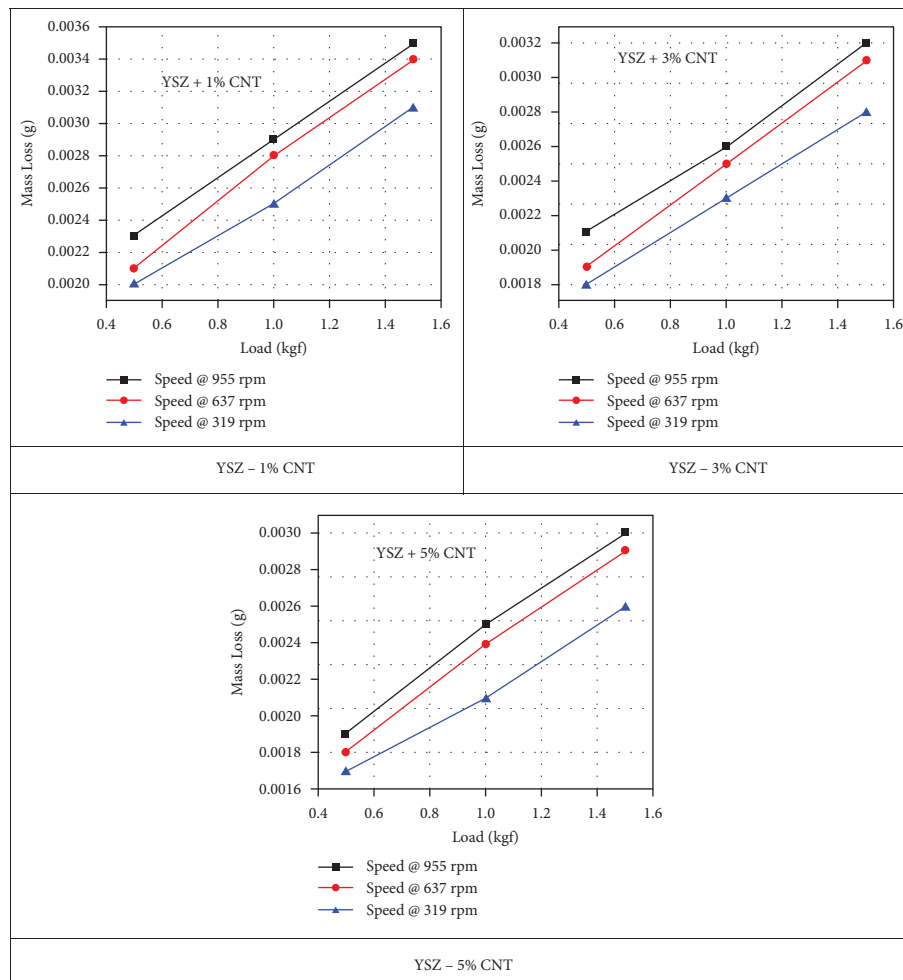 0.0036
0.0034
0.0032
0.0030
0.0028
0.0026
0.0024
0.0022
0.0020
Mass Loss (g)
YSZ + 1% CNT
0.4 0.6 0.8 1.0 1.2 1.4 1.6
Load (kgf)
Speed @ 955 rpm
Speed @ 637 rpm
Speed @ 319 rpm
YSZ – 1% CNT
0.0032
0.0030
0.0028
0.0026
0.0024
0.0022
0.0020
0.0018
Mass Loss (g)
YSZ + 3% CNT
0.4 0.6 0.8 1.0 1.2 1.4 1.6
Load (kgf)
Speed @ 955 rpm
Speed @ 637 rpm
Speed @ 319 rpm
YSZ – 3% CNT
0.0030
0.0028
0.0026
0.0024
0.0022
0.0020
0.0018
0.0016
Mass Loss (g)
YSZ + 5% CNT
0.4 0.6 0.8 1.0 1.2 1.4 1.6
Load (kgf)
Speed @ 955 rpm
Speed @ 637 rpm
Speed @ 319 rpm
YSZ – 5% CNT